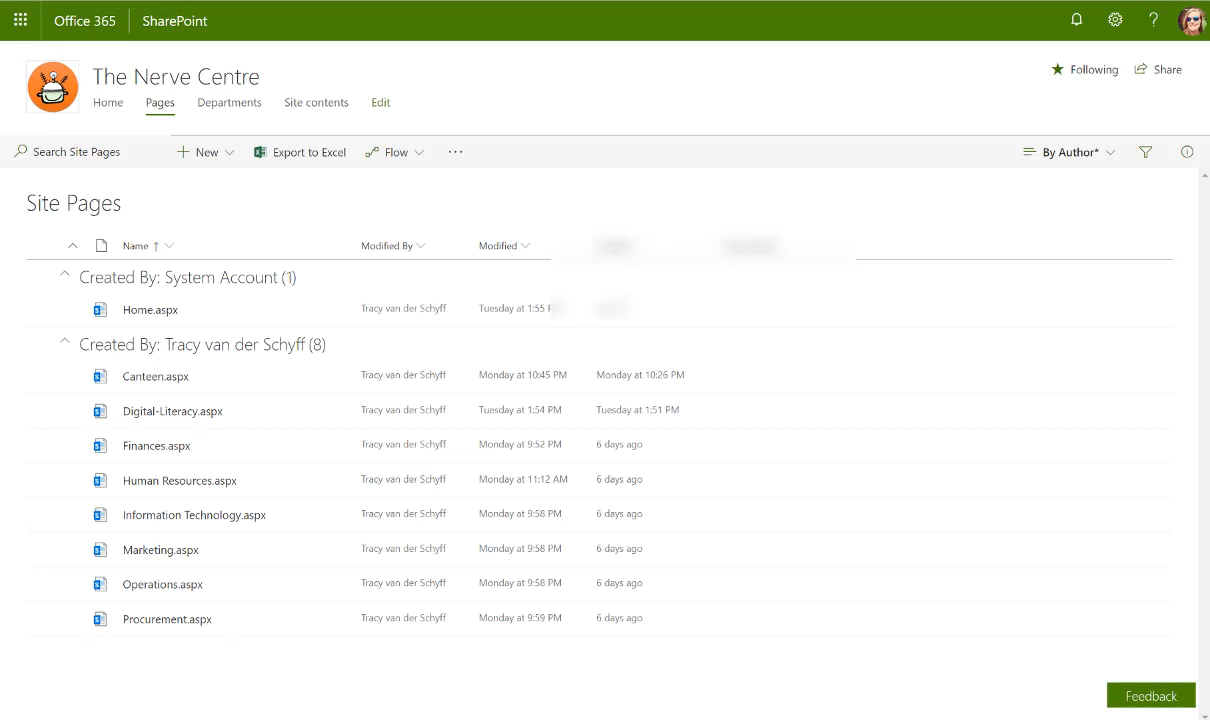 Office 365 SharePoint ?
The Nerve Centre
Following Share
Home Pages Departments Site contents Edit
Search Site Pages New Export to Excel Flow ··· By Author*
Site Pages
Name ↑ Modified By Modified
Created By: System Account (1)
Home.aspx Tracy van der Schyff Tuesday at 1:55
Created By: Tracy van der Schyff (8)
Canteen.aspx Tracy van der Schyff Monday at 10:45 PM Monday at 10:26 PM
Digital-Literacy.aspx Tracy van der Schyff Tuesday at 1:54 PM Tuesday at 1:51 PM
Finances.aspx Tracy van der Schyff Monday at 9:52 PM 6 days ago
Human Resources.aspx Tracy van der Schyff Monday at 11:12 AM 6 days ago
Information Technology.aspx Tracy van der Schyff Monday at 9:58 PM 6 days ago
Marketing.aspx Tracy van der Schyff Monday at 9:58 PM 6 days ago
Operations.aspx Tracy van der Schyff Monday at 9:58 PM 6 days ago
Procurement.aspx Tracy van der Schyff Monday at 9:59 PM 6 days ago
Feedback